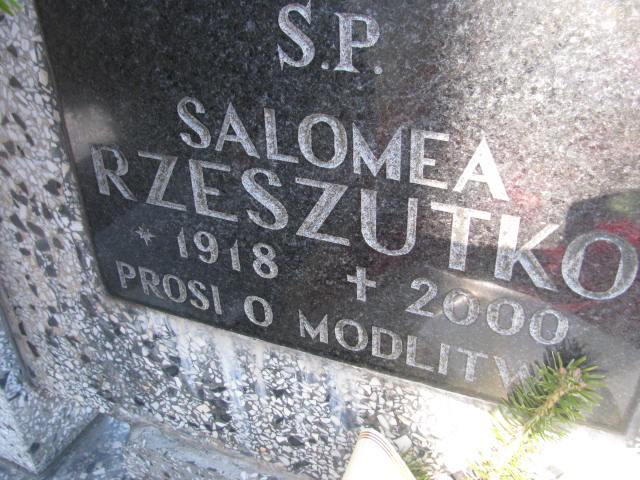 S.P.
SALOMEA
RZESZUTKO
* 1918 + 2000
PROSI O MODLITW